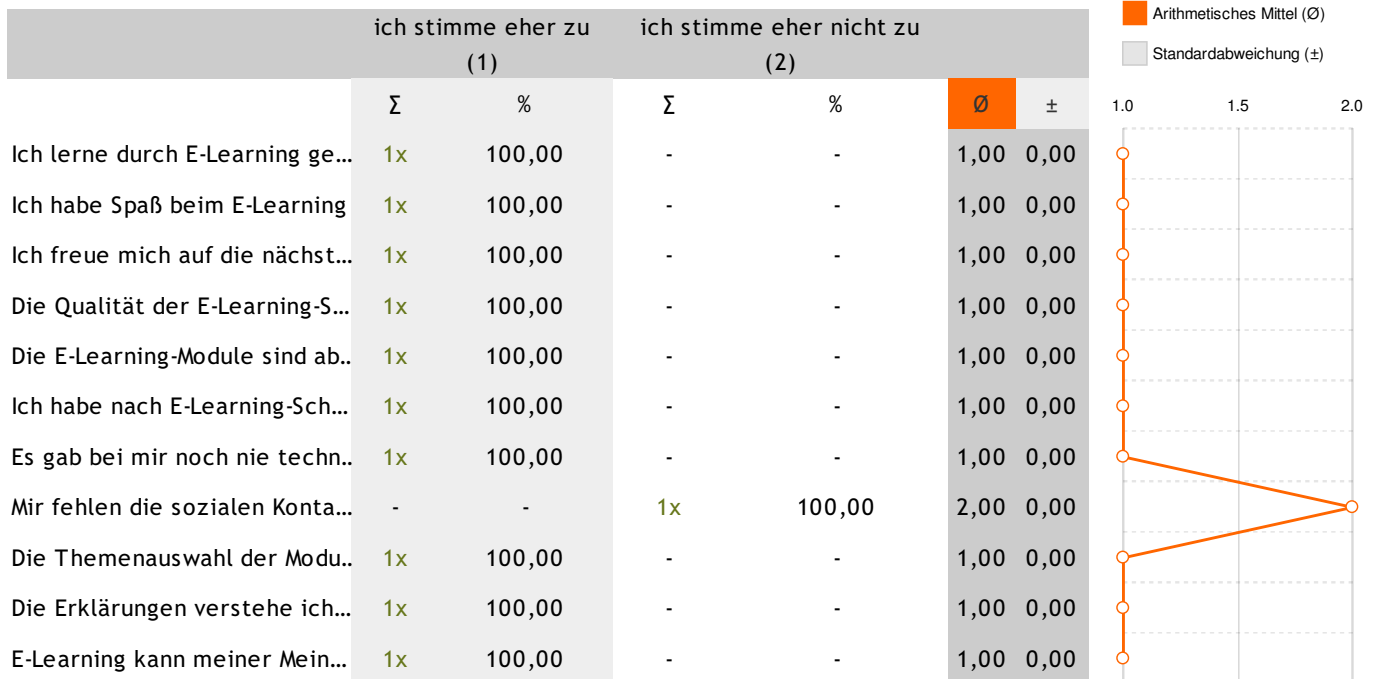 ich stimme eher zu ich stimme eher nicht zu
(1) (2)
Σ % Σ % Ø ±
Ich lerne durch E-Learning ge... 1x 100,00 - - 1,00 0,00
Ich habe Spaß beim E-Learning 1x 100,00 - - 1,00 0,00
Ich freue mich auf die nächst... 1x 100,00 - - 1,00 0,00
Die Qualität der E-Learning-S... 1x 100,00 - - 1,00 0,00
Die E-Learning-Module sind ab.. 1x 100,00 - - 1,00 0,00
Ich habe nach E-Learning-Sch... 1x 100,00 - - 1,00 0,00
Es gab bei mir noch nie techn.. 1x 100,00 - - 1,00 0,00
Mir fehlen die sozialen Konta... - - 1x 100,00 2,00 0,00
Die Themenauswahl der Modu.. 1x 100,00 - - 1,00 0,00
Die Erklärungen verstehe ich... 1x 100,00 - - 1,00 0,00
E-Learning kann meiner Mein... 1x 100,00 - - 1,00 0,00
Arithmetisches Mittel (Ø)
Standardabweichung (±)
1.0 1.5 2.0